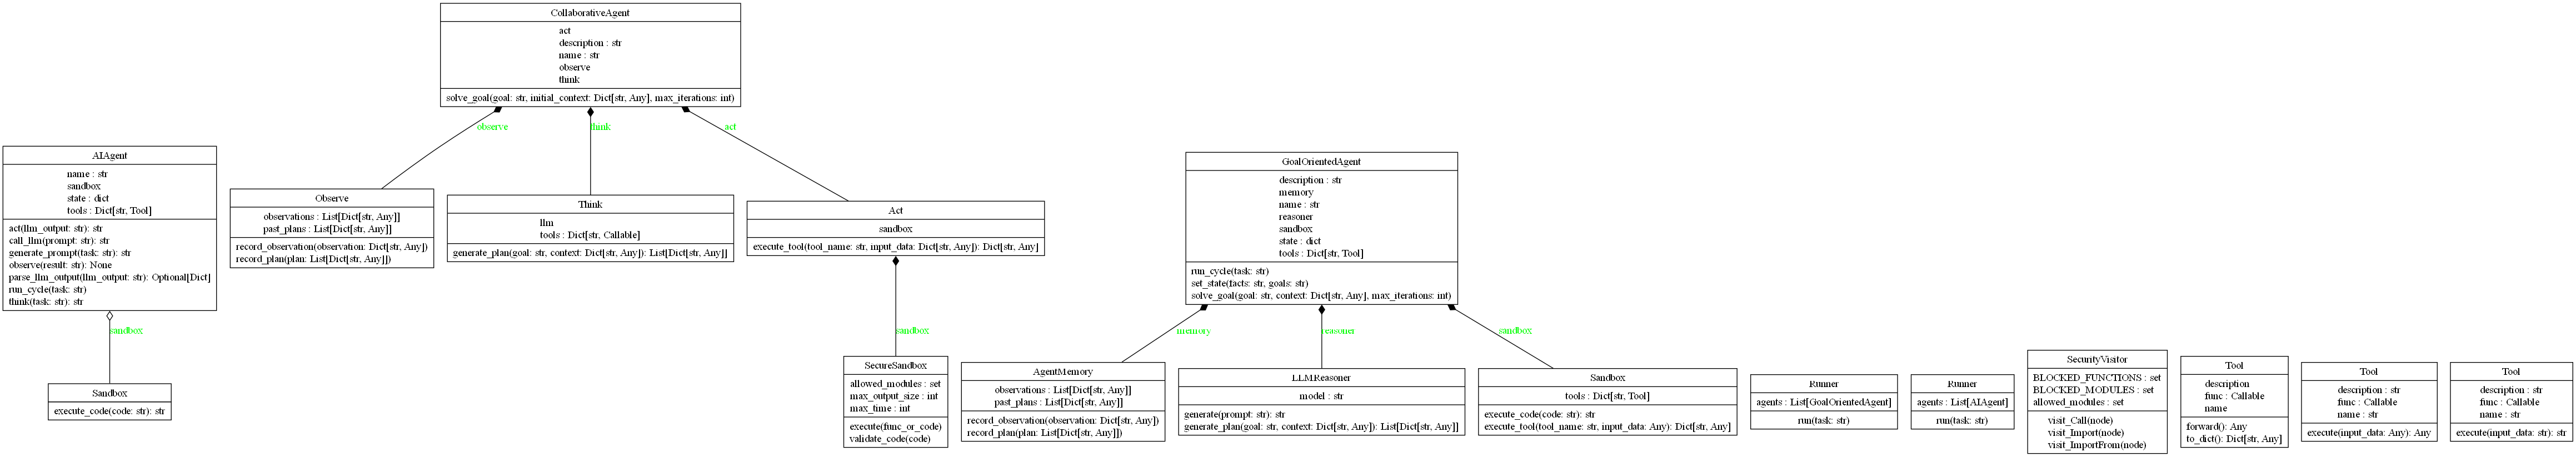 CollaborativeAgent
act
description : str
name : str
observe
think
solve_goal(goal: str, initial_context: Dict[str, Any], max_iterations: int)
observe
think
act
AIAgent
name : str
sandbox
state : dict
tools : Dict[str, Tool]
act(llm_output: str): str
call_llm(prompt: str): str
generate_prompt(task: str): str
observe(result: str): None
parse_llm_output(llm_output: str): Optional[Dict]
run_cycle(task: str)
think(task: str): str
Observe
observations : List[Dict[str, Any]]
past_plans : List[Dict[str, Any]]
record_observation(observation: Dict[str, Any])
record_plan(plan: List[Dict[str, Any]])
Think
llm
tools : Dict[str, Callable]
generate_plan(goal: str, context: Dict[str, Any]): List[Dict[str, Any]]
Act
sandbox
execute_tool(tool_name: str, input_data: Dict[str, Any]): Dict[str, Any]
GoalOrientedAgent
description : str
memory
name : str
reasoner
sandbox
state : dict
tools : Dict[str, Tool]
run_cycle(task: str)
set_state(facts: str, goals: str)
solve_goal(goal: str, context: Dict[str, Any], max_iterations: int)
sandbox
sandbox
memory
reasoner
sandbox
Sandbox
execute_code(code: str): str
SecureSandbox
allowed_modules : set
max_output_size : int
max_time : int
execute(func_or_code)
validate_code(code)
AgentMemory
observations : List[Dict[str, Any]]
past_plans : List[Dict[str, Any]]
record_observation(observation: Dict[str, Any])
record_plan(plan: List[Dict[str, Any]])
LLMReasoner
model : str
generate(prompt: str): str
generate_plan(goal: str, context: Dict[str, Any]): List[Dict[str, Any]]
Sandbox
tools : Dict[str, Tool]
execute_code(code: str): str
execute_tool(tool_name: str, input_data: Any): Dict[str, Any]
Runner
agents : List[GoalOrientedAgent]
run(task: str)
Runner
agents : List[AIAgent]
run(task: str)
SecurityVisitor
BLOCKED_FUNCTIONS : set
BLOCKED_MODULES : set
allowed_modules : set
visit_Call(node)
visit_Import(node)
visit_ImportFrom(node)
Tool
description
func : Callable
name
forward(): Any
to_dict(): Dict[str, Any]
Tool
description : str
func : Callable
name : str
execute(input_data: Any): Any
Tool
description : str
func : Callable
name : str
execute(input_data: str): str